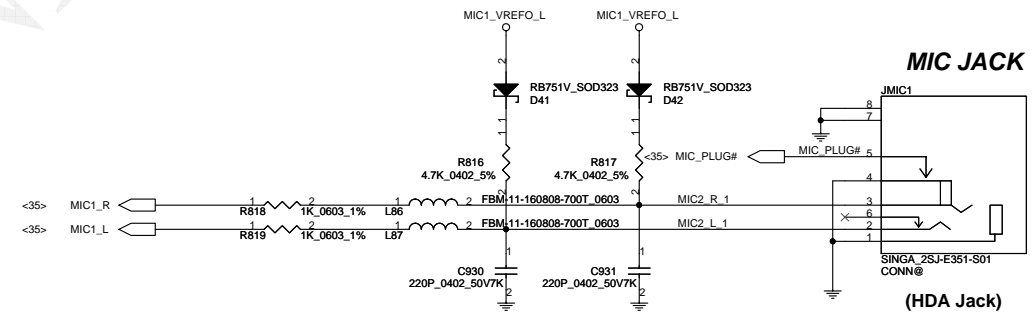 MIC1_VREFO_L
MIC1_VREFO_L
MIC JACK
2
2
RB751V_SOD323
D41
RB751V_SOD323
D42
JMIC1
8
7
1
1
1
1
<35> MIC_PLUG#
MIC_PLUG#
5
R816
4.7K_0402_5%
R817
4.7K_0402_5%
4
2
2
<35> MIC1_R
1
2
1
2
FBM-11-160808-700T_0603
MIC2_R_1
3
R818
1K_0603_1%
L86
6
<35> MIC1_L
1
2
1
2
FBM-11-160808-700T_0603
MIC2_L_1
2
R819
1K_0603_1%
L87
1
1
1
SINGA_2SJ-E351-S01
CONN@
C930
220P_0402_50V7K
2
C931
220P_0402_50V7K
2
(HDA Jack)